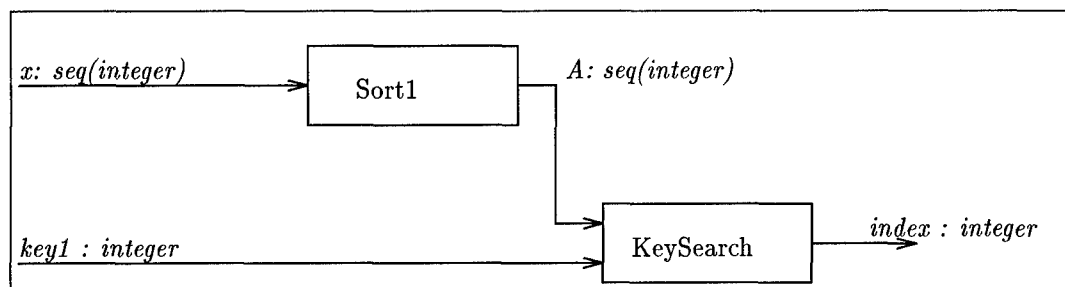 x: seq(integer)
Sort1
A: seq(integer)
key1 : integer
KeySearch
index : integer